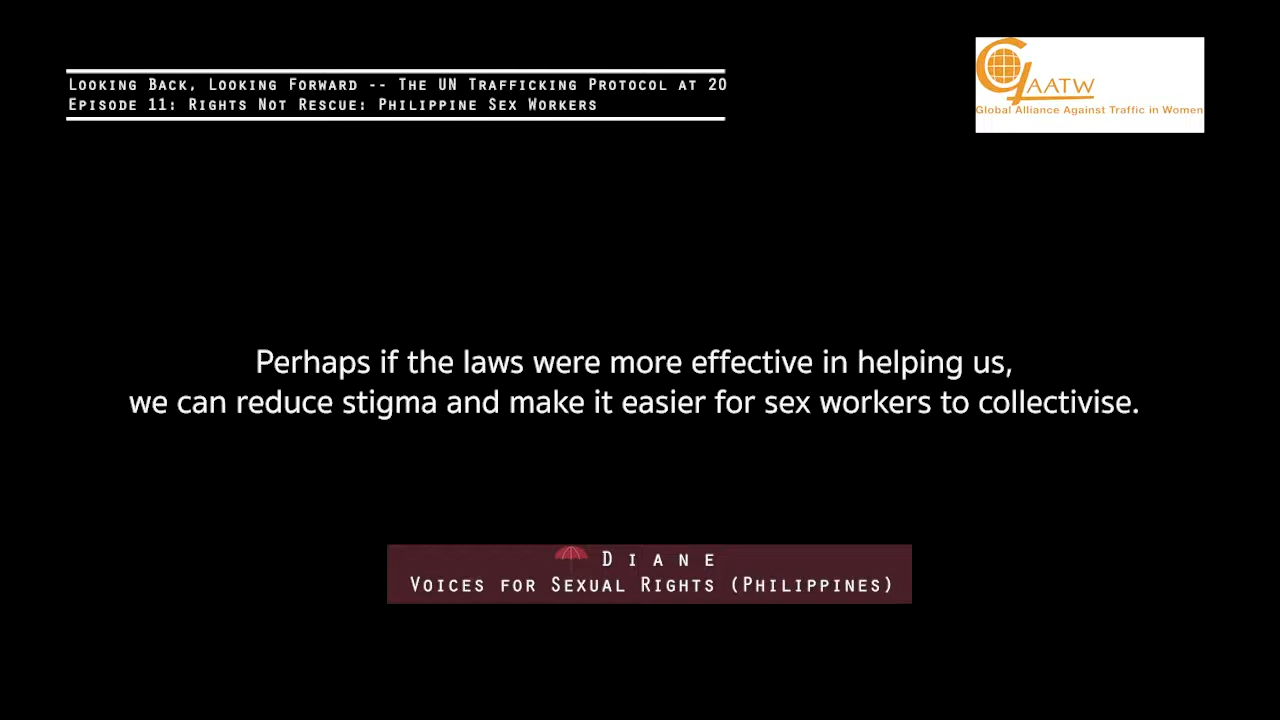 Looking Back, Looking Forward -- The UN Trafficking Protocol at 20
Episode 11: Rights Not Rescue: Philippine Sex Workers
GAATW
Global Alliance Against Traffic in Women
Perhaps if the laws were more effective in helping us,
we can reduce stigma and make it easier for sex workers to collectivise.
Diane
Voices for Sexual Rights (Philippines)